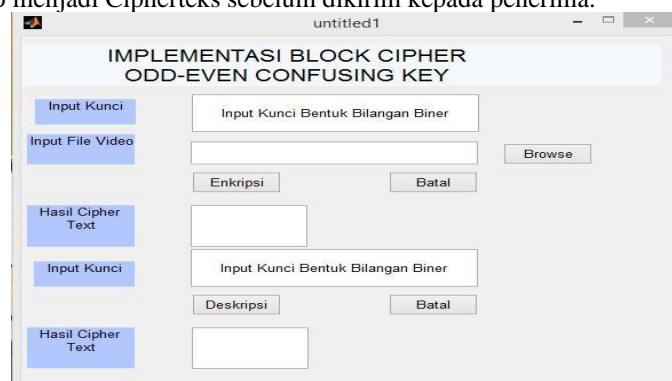 menjadi Cipherteks sebelum dikirim kepada penerima.
untitled1
IMPLEMENTASI BLOCK CIPHER
ODD-EVEN CONFUSING KEY
Input Kunci
Input Kunci Bentuk Bilangan Biner
Input File Video
Browse
Enkripsi Batal
Hasil Cipher
Text
Input Kunci
Input Kunci Bentuk Bilangan Biner
Deskripsi Batal
Hasil Cipher
Text